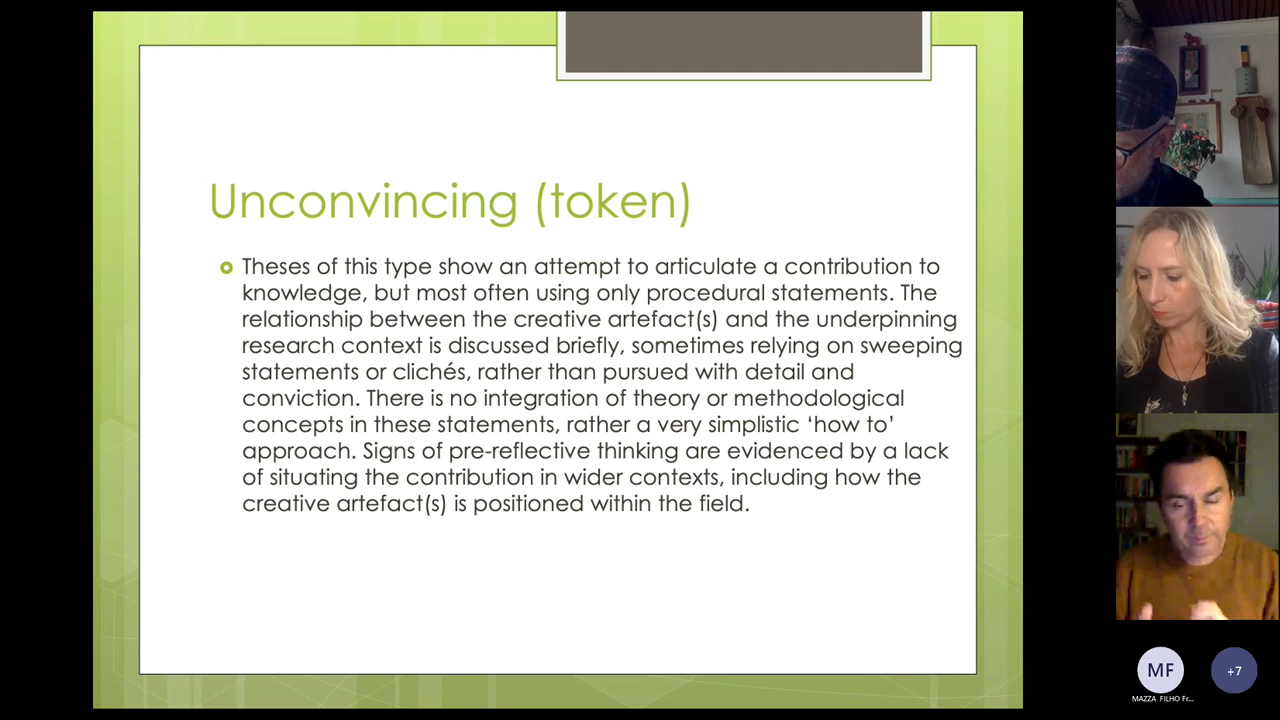 Unconvincing (token)
Theses of this type show an attempt to articulate a contribution to
knowledge, but most often using only procedural statements. The
relationship between the creative artefact(s) and the underpinning
research context is discussed briefly, sometimes relying on sweeping
statements or clichés, rather than pursued with detail and
conviction. There is no integration of theory or methodological
concepts in these statements, rather a very simplistic ‘how to’
approach. Signs of pre-reflective thinking are evidenced by a lack
of situating the contribution in wider contexts, including how the
creative artefact(s) is positioned within the field.
MF
+7
MAZZA FILHO Fr...